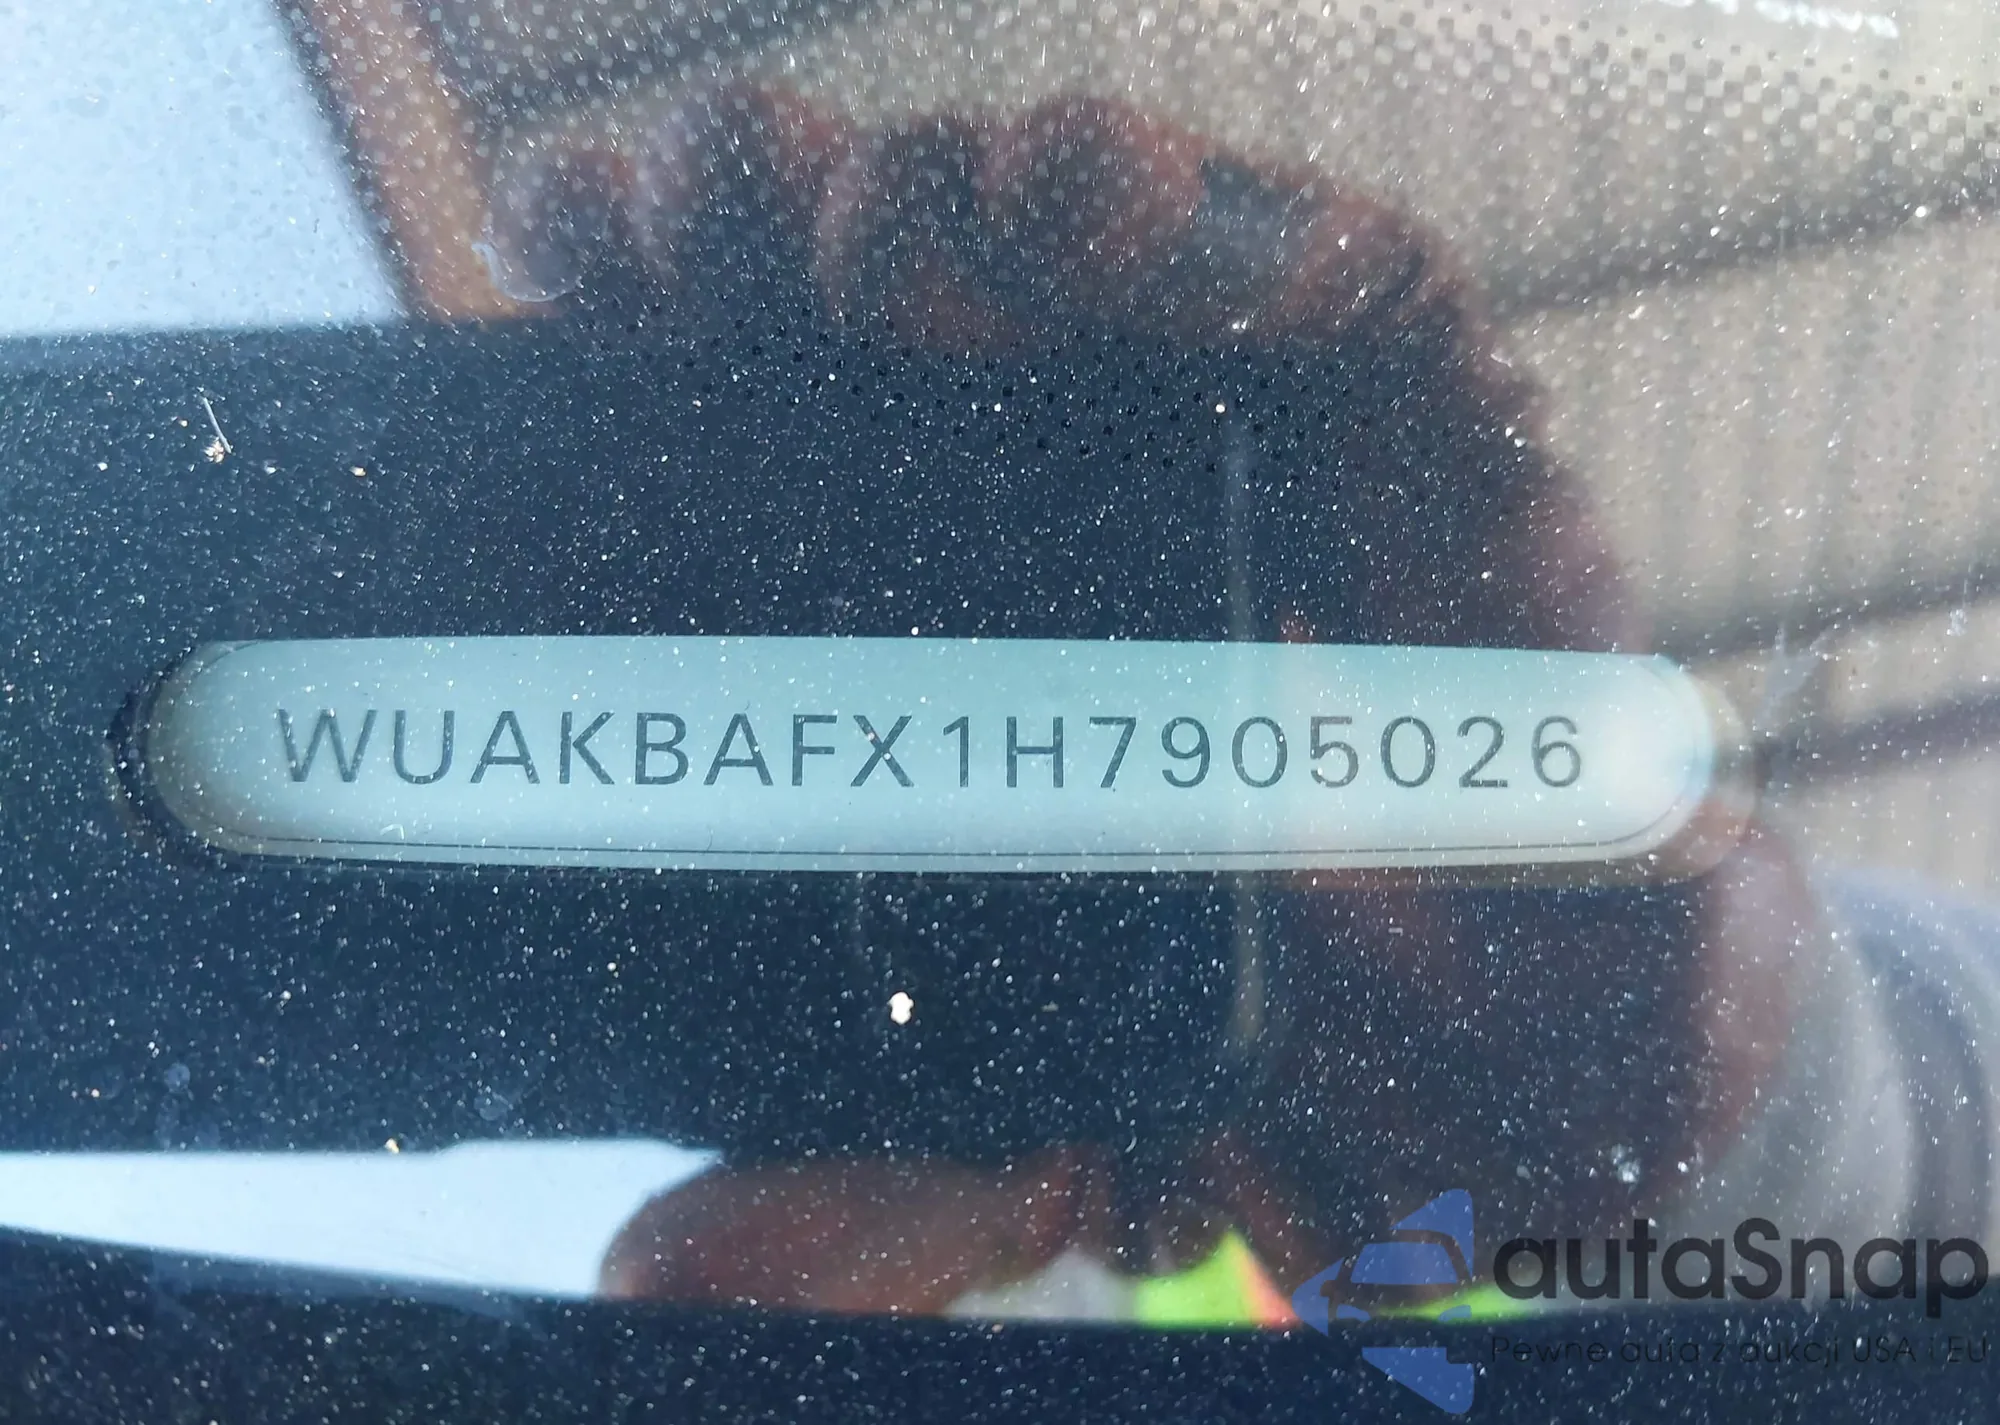 WUAKBAFX1H7905026
autaSnap
Pewne auta z aukcji USA i EU